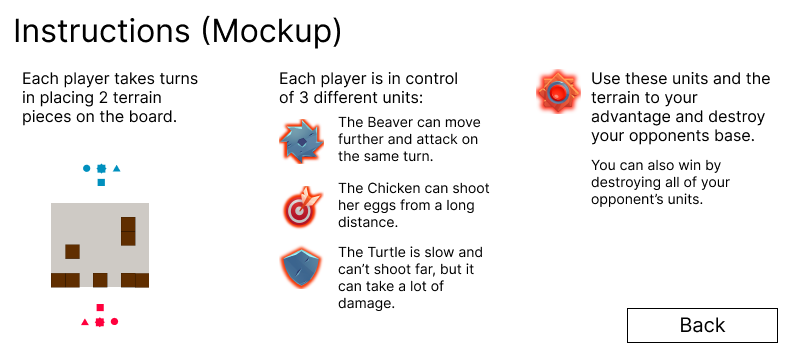 Instructions (Mockup)
Each player takes turns
in placing 2 terrain
pieces on the board.
Each player is in control
of 3 different units:
The Beaver can move
further and attack on
the same turn.
The Chicken can shoot
her eggs from a long
distance.
The Turtle is slow and
can’t shoot far, but it
can take a lot of
damage.
Use these units and the
terrain to your
advantage and destroy
your opponents base.
You can also win by
destroying all of your
opponent’s units.
Back